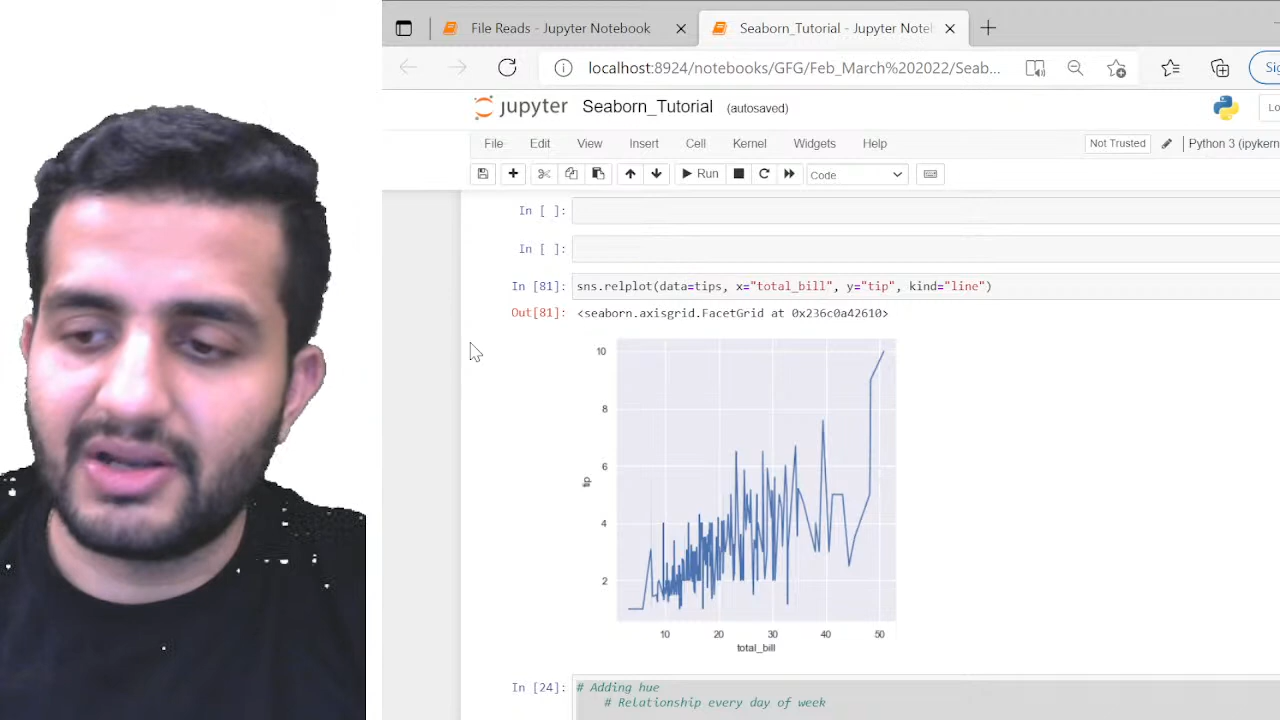 File Reads - Jupyter Notebook
Seaborn_Tutorial - Jupyter Notel
localhost:8924/notebooks/GFG/Feb_March%202022/Seab...
jupyter Seaborn_Tutorial (autosaved)
File Edit View Insert Cell Kernel Widgets Help
Not Trusted
Python 3 (ipykern
Run
Code
In [ ]:
In [ ]:
In [81]: sns.relplot(data=tips, x="total_bill", y="tip", kind="line")
Out[81]: <seaborn.axisgrid.FacetGrid at 0x236c0a42610>
10
8
6
4
2
tip
10 20 30 40 50
total_bill
In [24]: # Adding hue
# Relationship every day of week